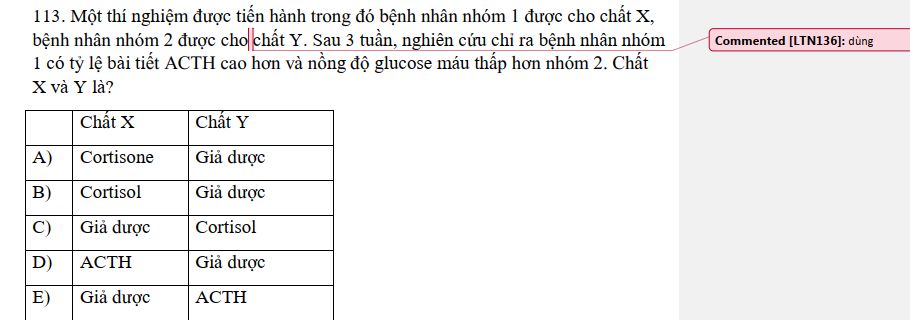 113. Một thí nghiệm được tiến hành trong đó bệnh nhân nhóm 1 được cho chất X,
bệnh nhân nhóm 2 được cho chất Y. Sau 3 tuần, nghiên cứu chỉ ra bệnh nhân nhóm
1 có tỷ lệ bài tiết ACTH cao hơn và nồng độ glucose máu thấp hơn nhóm 2. Chất
X và Y là?
Commented [LTN136]: dùng
Chất X Chất Y
A) Cortisone Giả dược
B) Cortisol Giả dược
C) Giả dược Cortisol
D) ACTH Giả dược
E) Giả dược ACTH